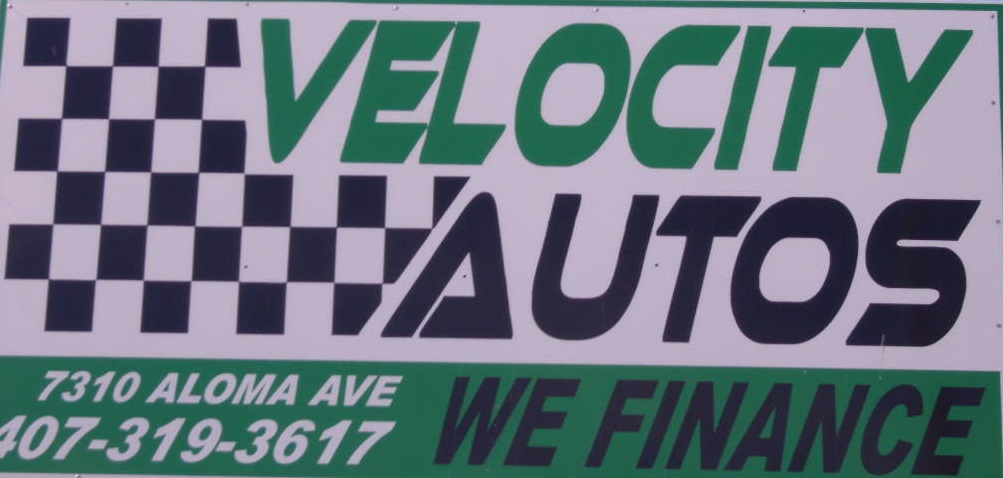 VELOCITY
AUTOS
7310 ALOMA AVE
407-319-3617
WE FINANCE